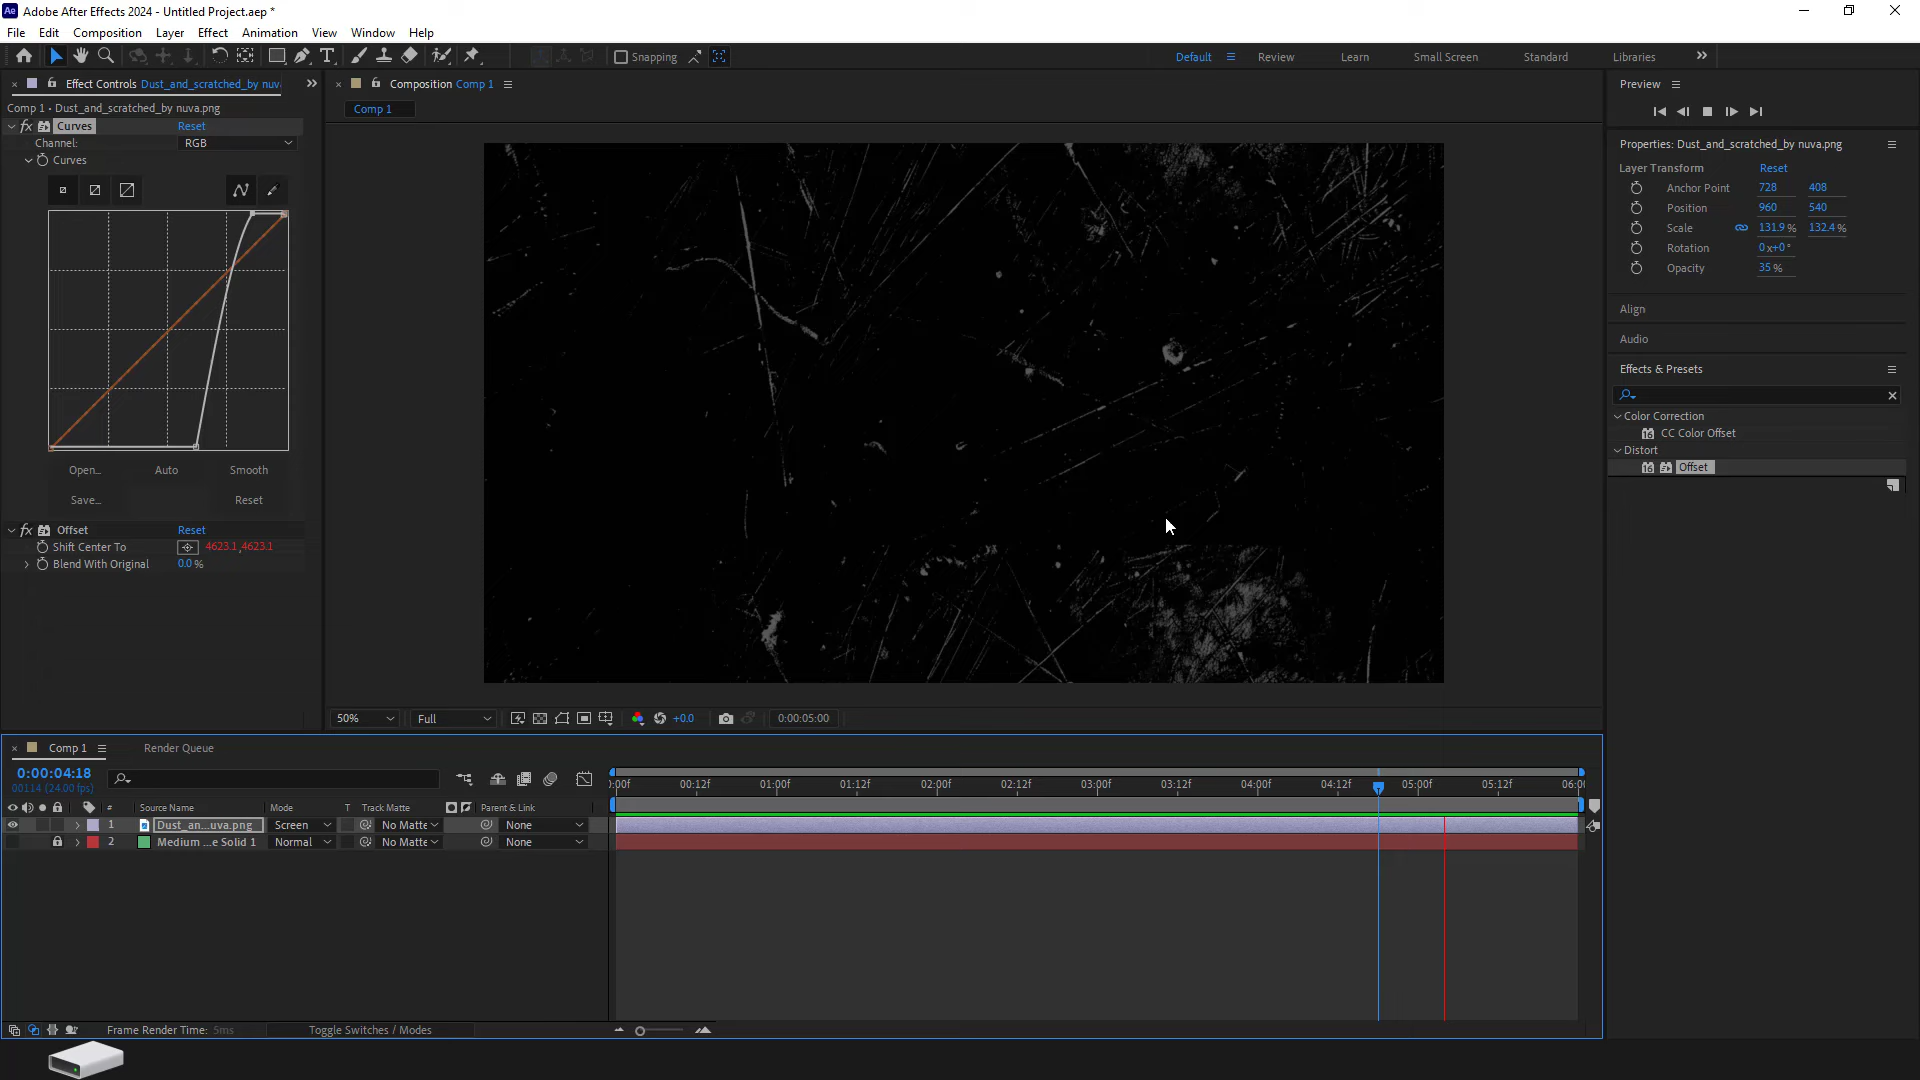 Ae Adobe After Effects 2024 - Untitled Project.aep *
File Edit Composition Layer Effect Animation View Window Help
Snapping
Default Review Learn Small Screen Standard Libraries
Effect Controls Dust_and_scratched_by nuv
Comp 1 • Dust_and_scratched_by nuva.png
fx Curves Reset
Channel: RGB
Curves
Open... Auto Smooth
Save... Reset
fx Offset Reset
Shift Center To 4623.1,4623.1
Blend With Original 0.0 %
Composition Comp 1
Comp 1
50% Full +0.0 0:00:05:00
Preview
Properties: Dust_and_scratched_by nuva.png
Layer Transform Reset
Anchor Point 728 408
Position 960 540
Scale 131.9 % 132.4 %
Rotation 0x+0°
Opacity 35 %
Align
Audio
Effects & Presets
Color Correction
16 CC Color Offset
Distort
16 Offset
Comp 1 Render Queue
0:00:04:18
00114 (24.00 fps)
# Source Name Mode T Track Matte Parent & Link
1 Dust_an...uva.png Screen No Matte None
2 Medium ...e Solid 1 Normal No Matte None
):00f 00:12f 01:00f 01:12f 02:00f 02:12f 03:00f 03:12f 04:00f 04:12f 05:00f 05:12f 06:0
Frame Render Time: 5ms Toggle Switches / Modes